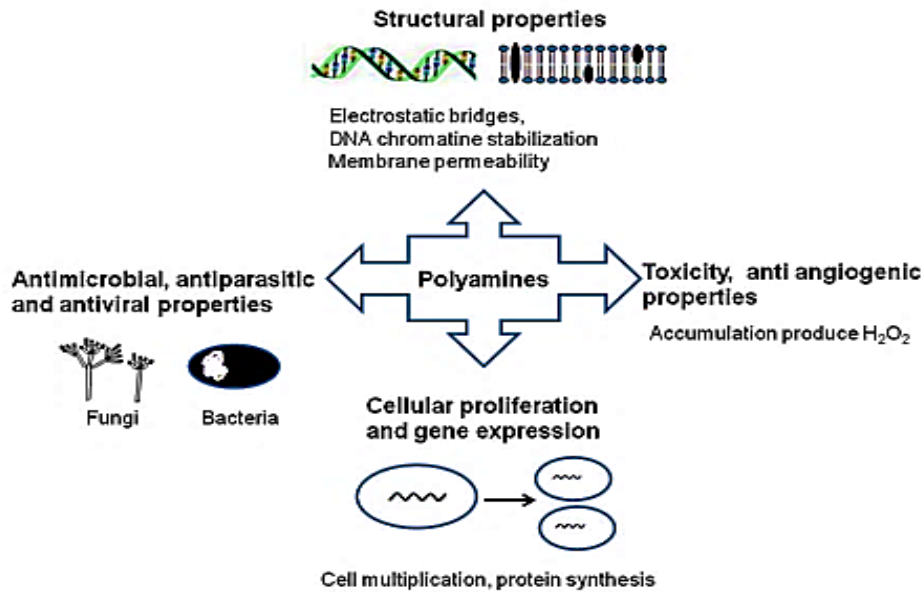 Structural properties
Electrostatic bridges,
DNA chromatine stabilization
Membrane permeability
Antimicrobial, antiparasitic
and antiviral properties
Fungi
Bacteria
Polyamines
Toxicity, anti angiogenic
properties
Accumulation produce H₂O₂
Cellular proliferation
and gene expression
Cell multiplication, protein synthesis